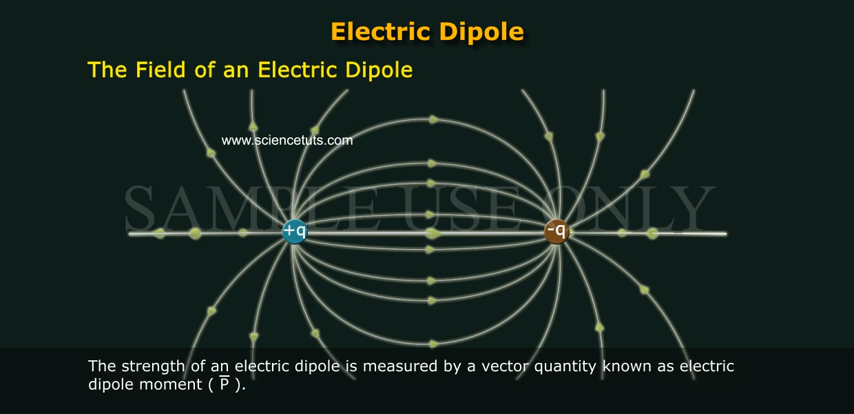 Electric Dipole
The Field of an Electric Dipole
www.sciencetuts.com
SAMPLE USE ONLY
+q
-q
The strength of an electric dipole is measured by a vector quantity known as electric
dipole moment ( P̅ ).